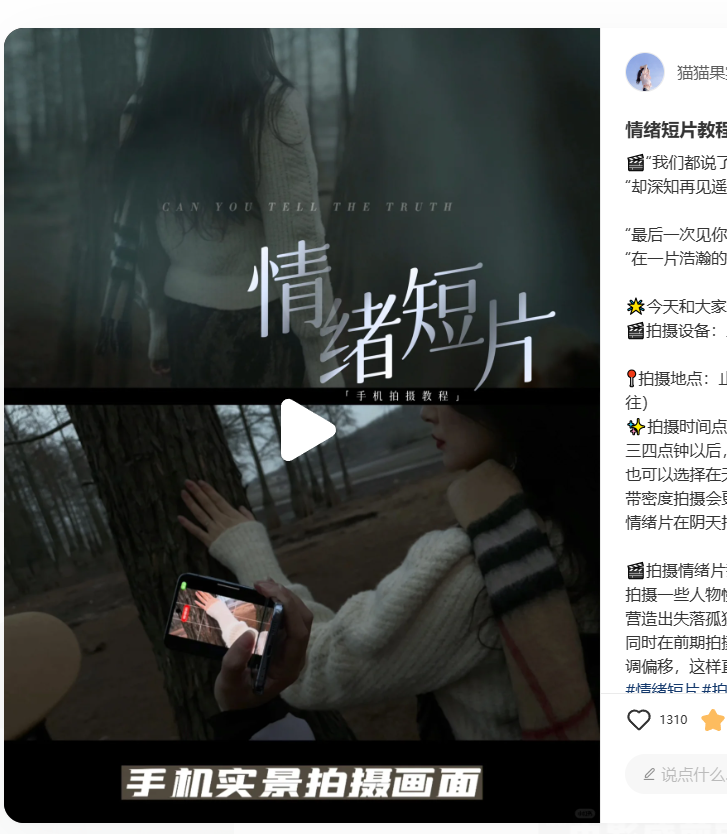 CAN YOU TELL THE TRUTH
情绪短片
「手机拍摄教程」
手机实景拍摄画面
猫猫果
情绪短片教程
🎬“我们都说了
“却深知再见遥
“最后一次见你
“在一片浩瀚的
🌟今天和大家
🎬拍摄设备：
📍拍摄地点：
往）
✨拍摄时间点
三四点钟以后，
也可以选择在
带密度拍摄会
情绪片在阴天
🎬拍摄情绪片
拍摄一些人物
营造出失落孤
同时在前期拍
调偏移，这样
#情绪短片 #拍
1310
说点什么